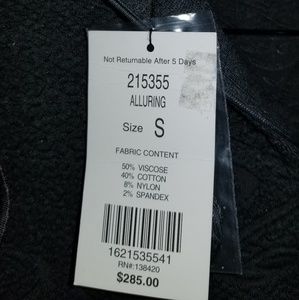 Not Returnable After 5 Days
215355
ALLURING
Size S
FABRIC CONTENT
50% VISCOSE
40% COTTON
8% NYLON
2% SPANDEX
1621535541
RN#:138420
$285.00